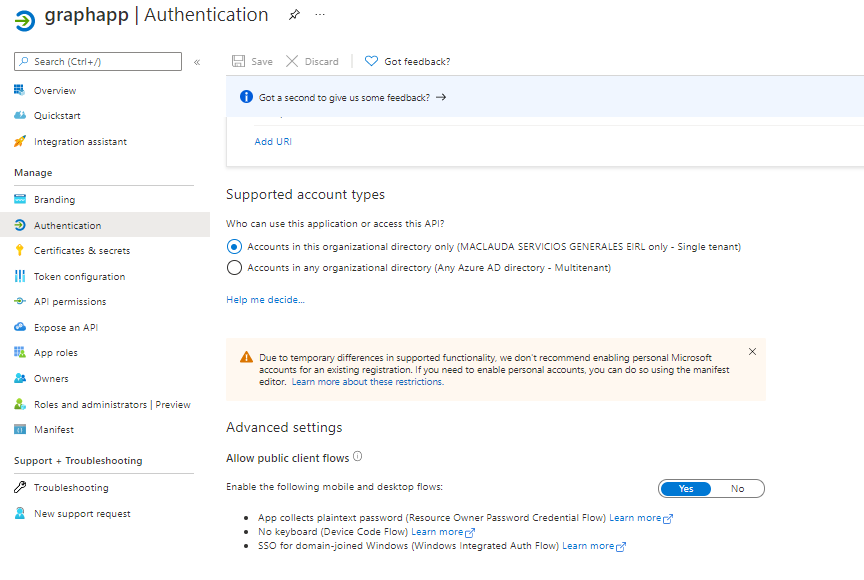 graphapp | Authentication
Search (Ctrl+/)
Save
Discard
Got feedback?
Overview
Quickstart
Integration assistant
Manage
Branding
Authentication
Certificates & secrets
Token configuration
API permissions
Expose an API
App roles
Owners
Roles and administrators | Preview
Manifest
Support + Troubleshooting
Troubleshooting
New support request
Got a second to give us some feedback?
Add URI
Supported account types
Who can use this application or access this API?
Accounts in this organizational directory only (MACLAUDA SERVICIOS GENERALES EIRL only - Single tenant)
Accounts in any organizational directory (Any Azure AD directory - Multitenant)
Help me decide...
Due to temporary differences in supported functionality, we don't recommend enabling personal Microsoft
accounts for an existing registration. If you need to enable personal accounts, you can do so using the manifest
editor. Learn more about these restrictions.
Advanced settings
Allow public client flows
Enable the following mobile and desktop flows:
Yes
No
App collects plaintext password (Resource Owner Password Credential Flow) Learn more
No keyboard (Device Code Flow) Learn more
SSO for domain-joined Windows (Windows Integrated Auth Flow) Learn more